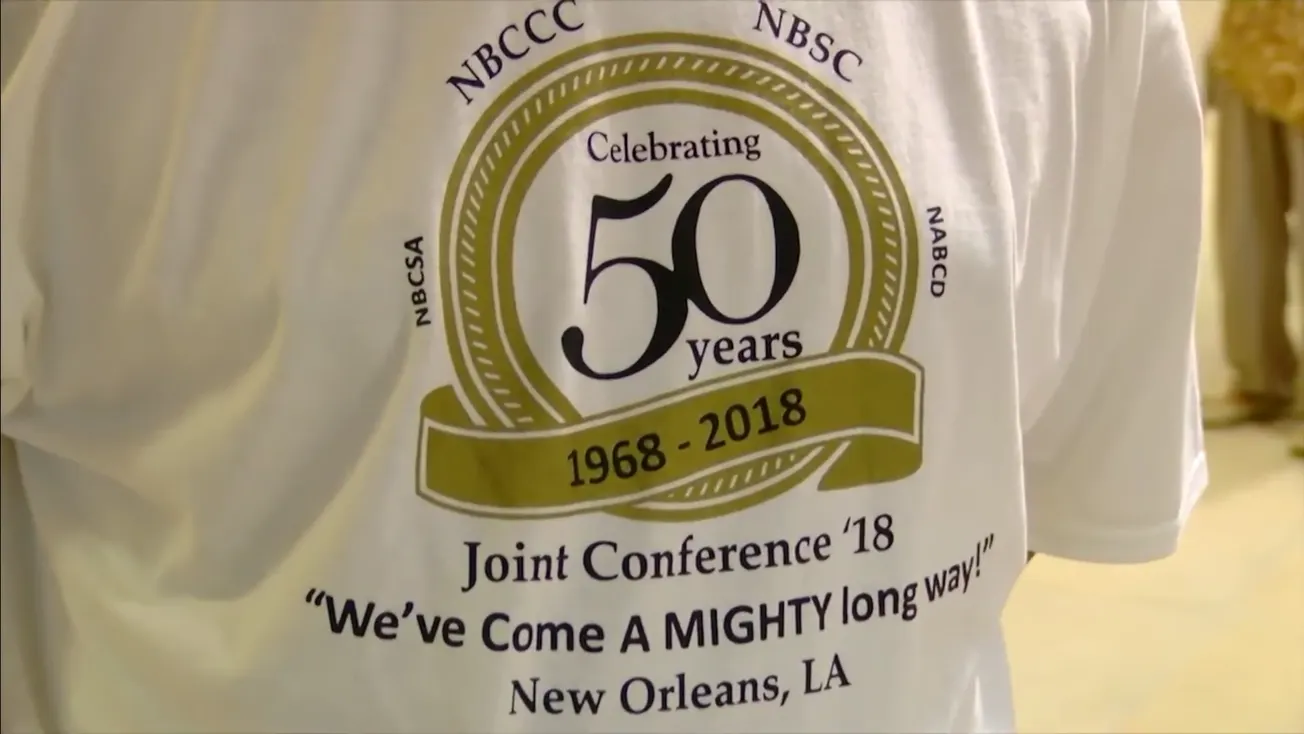 NBCCC
NBSC
NBCSA
NABCD
Celebrating
50
years
1968 - 2018
Joint Conference ‘18
“We’ve Come A MIGHTY long way!”
New Orleans, LA